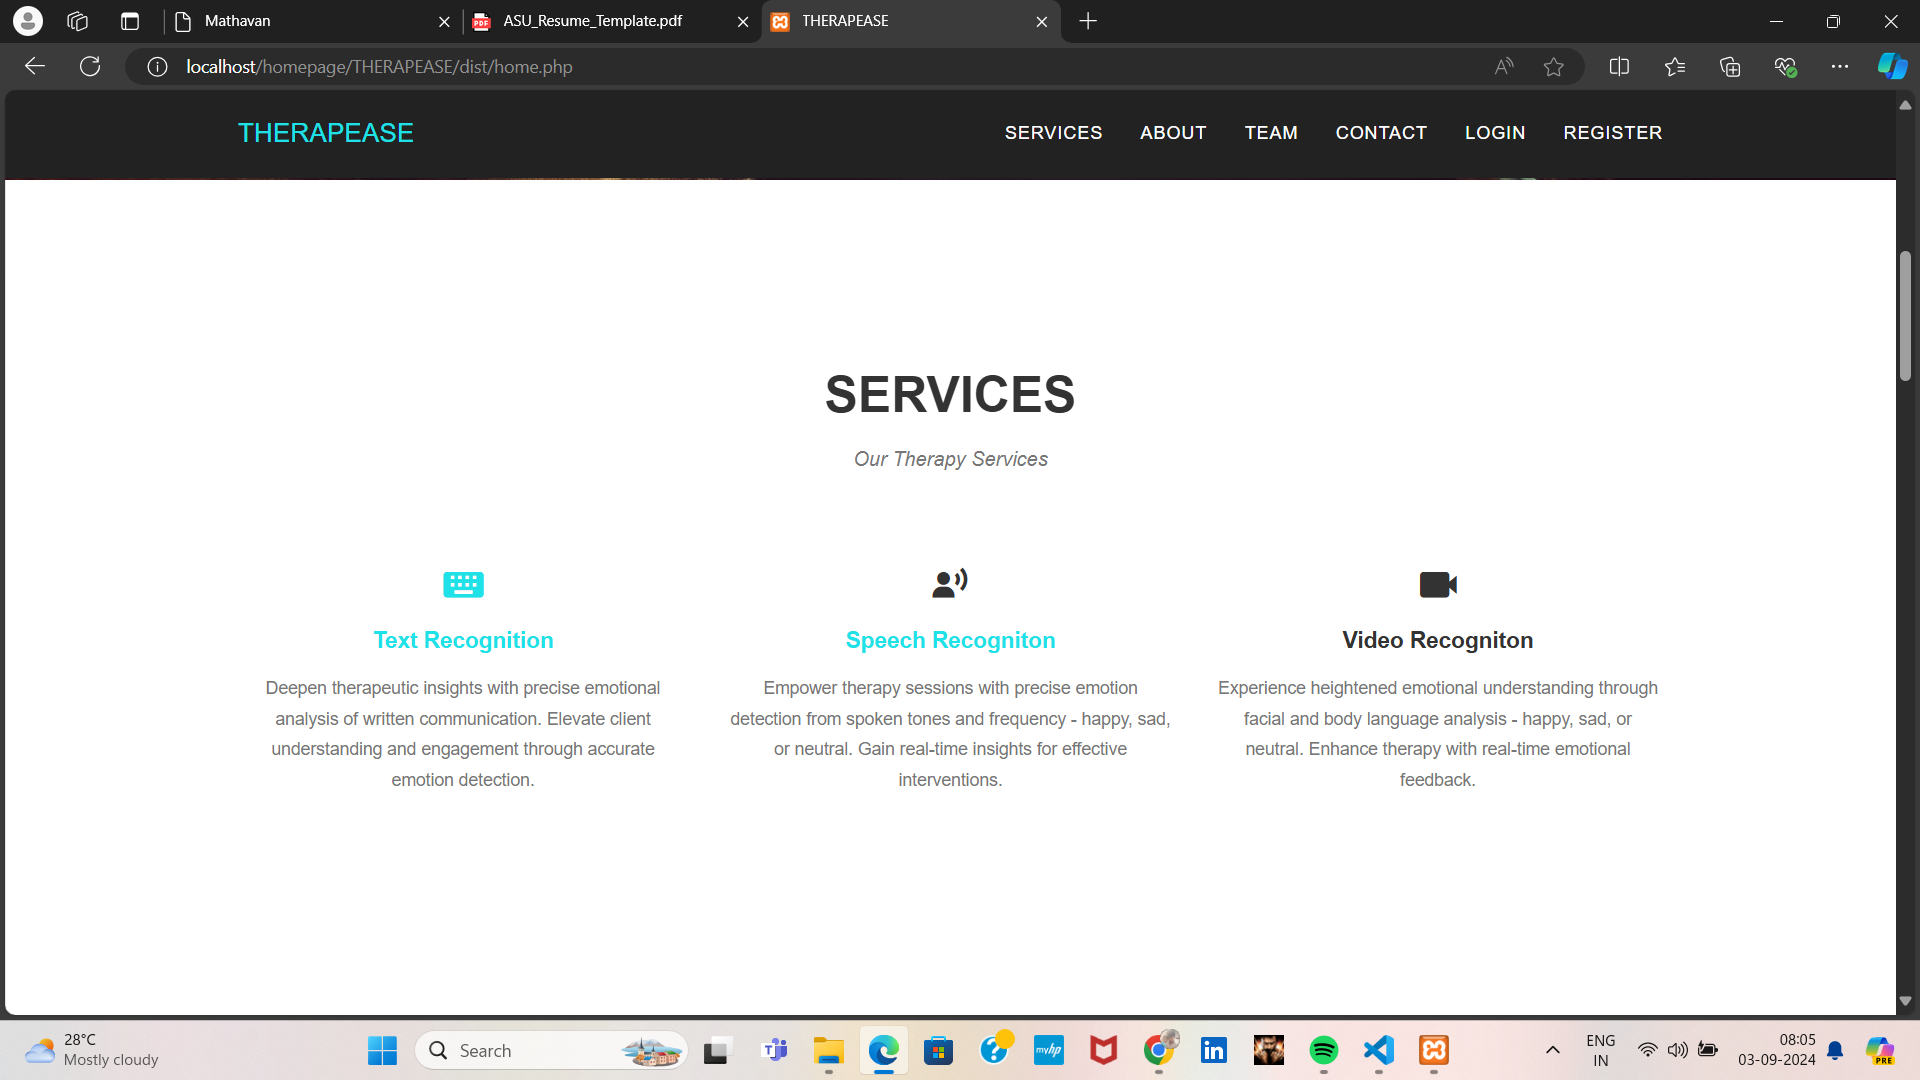 Mathavan
ASU_Resume_Template.pdf
THERAPEASE
localhost/homepage/THERAPEASE/dist/home.php
THERAPEASE
SERVICES ABOUT TEAM CONTACT LOGIN REGISTER
SERVICES
Our Therapy Services
Text Recognition
Deepen therapeutic insights with precise emotional
analysis of written communication. Elevate client
understanding and engagement through accurate
emotion detection.
Speech Recogniton
Empower therapy sessions with precise emotion
detection from spoken tones and frequency - happy, sad,
or neutral. Gain real-time insights for effective
interventions.
Video Recogniton
Experience heightened emotional understanding through
facial and body language analysis - happy, sad, or
neutral. Enhance therapy with real-time emotional
feedback.
28°C
Mostly cloudy
Search
myhp
ENG
IN
08:05
03-09-2024
PRE